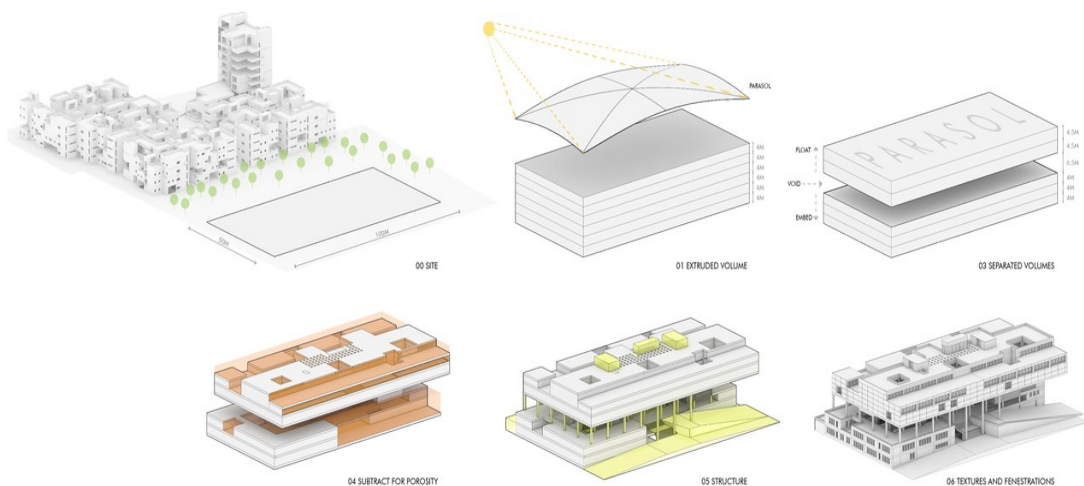 50M
100M
00 SITE
PARASOL
4M
4M
4M
4M
4M
4M
01 EXTRUDED VOLUME
PARASOL
FLOAT
VOID
EMBED
4.5M
4.5M
6.5M
4M
4M
4M
03 SEPARATED VOLUMES
04 SUBTRACT FOR POROSITY
05 STRUCTURE
06 TEXTURES AND FENESTRATIONS